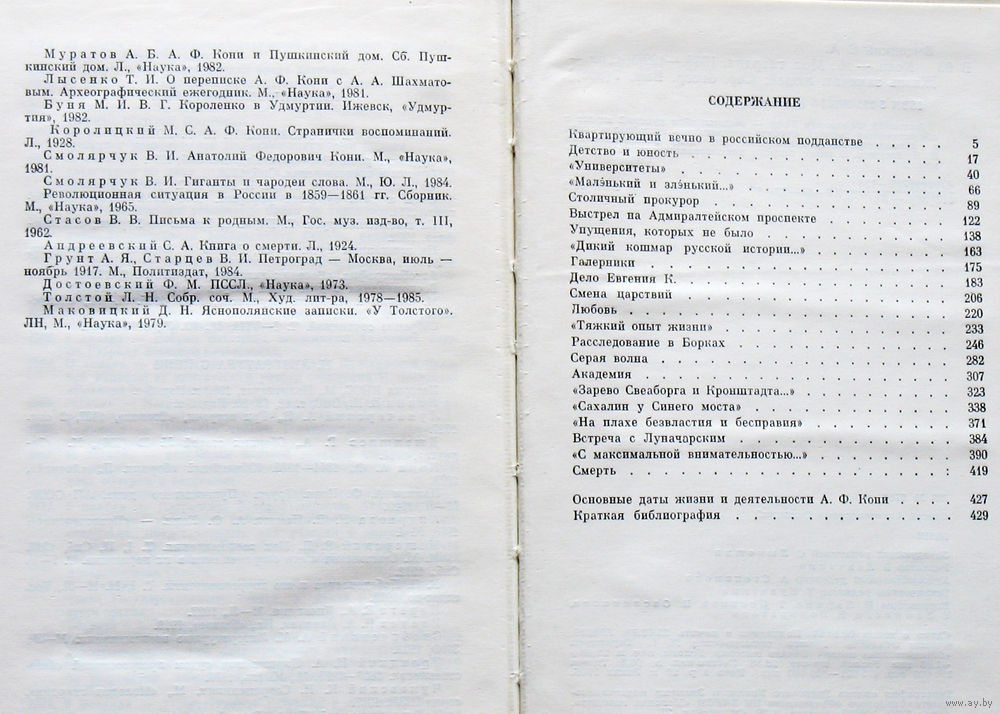 Муратов А. Б. А. Ф. Кони и Пушкинский дом. Сб. Пуш-
кинский дом. Л., «Наука», 1982.
Лысенко Т. И. О переписке А. Ф. Кони с А. А. Шахмато-
вым. Археографический ежегодник. М., «Наука», 1981.
Буня М. И. В. Г. Короленко в Удмуртии. Ижевск, «Удмур-
тия», 1982.
Королицкий М. С. А. Ф. Кони. Странички воспоминаний.
Л., 1928.
Смолярчук В. И. Анатолий Федорович Кони. М., «Наука»,
1981.
Смолярчук В. И. Гиганты и чародеи слова. М., Ю. Л., 1984.
Революционная ситуация в России в 1859—1861 гг. Сборник.
М., «Наука», 1965.
Стасов В. В. Письма к родным. М., Гос. муз. изд-во, т. III,
1962.
Андреевский С. А. Книга о смерти. Л., 1924.
Грунт А. Я., Старцев В. И. Петроград — Москва, июль —
ноябрь 1917. М., Политиздат, 1984.
Достоевский Ф. М. ПССЛ., «Наука», 1973.
Толстой Л. Н. Собр. соч. М., Худ. лит-ра, 1978—1985.
Маковицкий Д. Н. Яснополянские записки. «У Толстого».
ЛН, М., «Наука», 1979.
СОДЕРЖАНИЕ
Квартирующий вечно в российском подданстве . . . . . 5
Детство и юность . . . . . . . . . . . . . . . 17
«Университеты» . . . . . . . . . . . . . . . 40
«Малэнький и злэнький...» . . . . . . . . . . . . 66
Столичный прокурор . . . . . . . . . . . . . 89
Выстрел на Адмиралтейском проспекте . . . . . . . . 122
Упущения, которых не было . . . . . . . . . . . 138
«Дикий кошмар русской истории...» . . . . . . . . . 163
Галерники . . . . . . . . . . . . . . . . . 175
Дело Евгения К. . . . . . . . . . . . . . . . 183
Смена царствий . . . . . . . . . . . . . . . 206
Любовь . . . . . . . . . . . . . . . . . . 220
«Тяжкий опыт жизни» . . . . . . . . . . . . . 233
Расследование в Борках . . . . . . . . . . . . 246
Серая волна . . . . . . . . . . . . . . . . 282
Академия . . . . . . . . . . . . . . . . . 307
«Зарево Свеаборга и Кронштадта...» . . . . . . . . . 323
«Сахалин у Синего моста» . . . . . . . . . . . 338
«На плахе безвластия и бесправия» . . . . . . . . . 371
Встреча с Луначарским . . . . . . . . . . . . 384
«С максимальной внимательностью...» . . . . . . . . 390
Смерть . . . . . . . . . . . . . . . . . . 419
Основные даты жизни и деятельности А. Ф. Кони . . . . 427
Краткая библиография . . . . . . . . . . . . . 429
www.ay.by